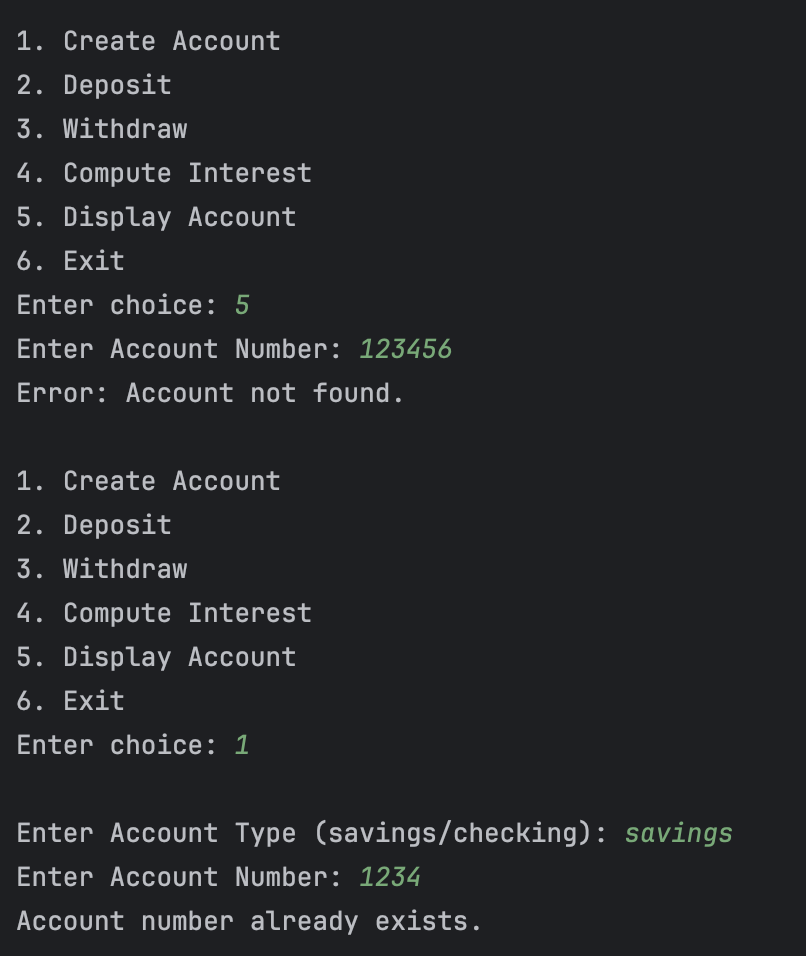 1. Create Account
2. Deposit
3. Withdraw
4. Compute Interest
5. Display Account
6. Exit
Enter choice: 5
Enter Account Number: 123456
Error: Account not found.
1. Create Account
2. Deposit
3. Withdraw
4. Compute Interest
5. Display Account
6. Exit
Enter choice: 1
Enter Account Type (savings/checking): savings
Enter Account Number: 1234
Account number already exists.